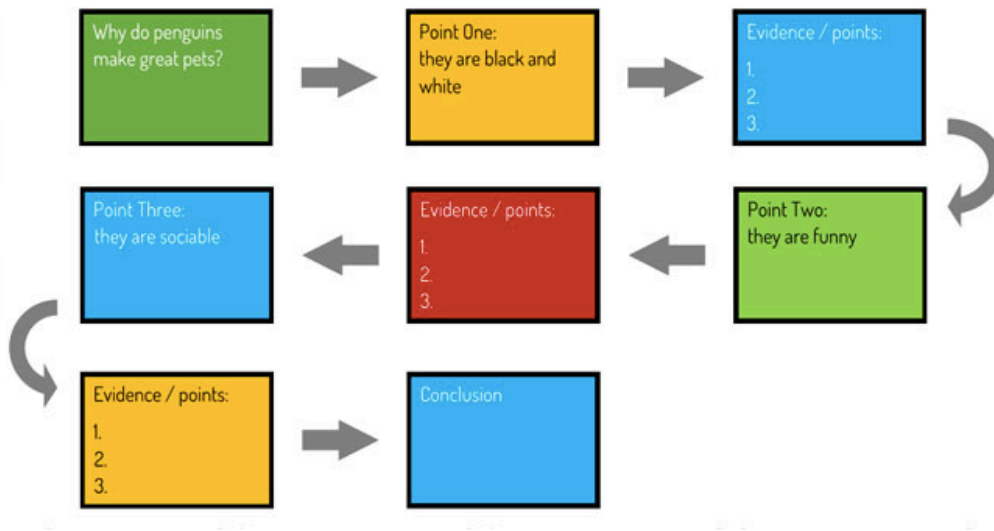 Why do penguins
make great pets?
Point One:
they are black and
white
Evidence / points:
1.
2.
3.
Point Two:
they are funny
Evidence / points:
1.
2.
3.
Point Three:
they are sociable
Evidence / points:
1.
2.
3.
Conclusion